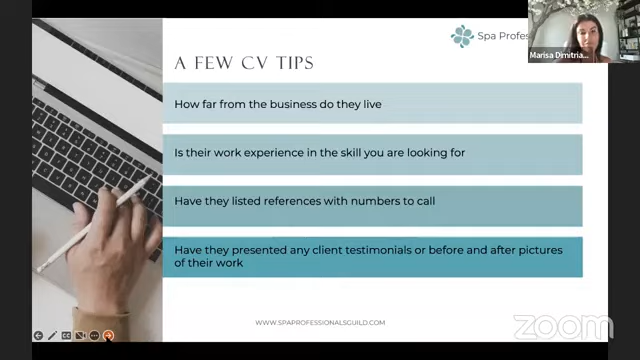 Spa Profes
Marisa Dimitria...
A FEW CV TIPS
How far from the business do they live
Is their work experience in the skill you are looking for
Have they listed references with numbers to call
Have they presented any client testimonials or before and after pictures
of their work
WWW.SPAPROFESSIONALSGUILD.COM
zoom